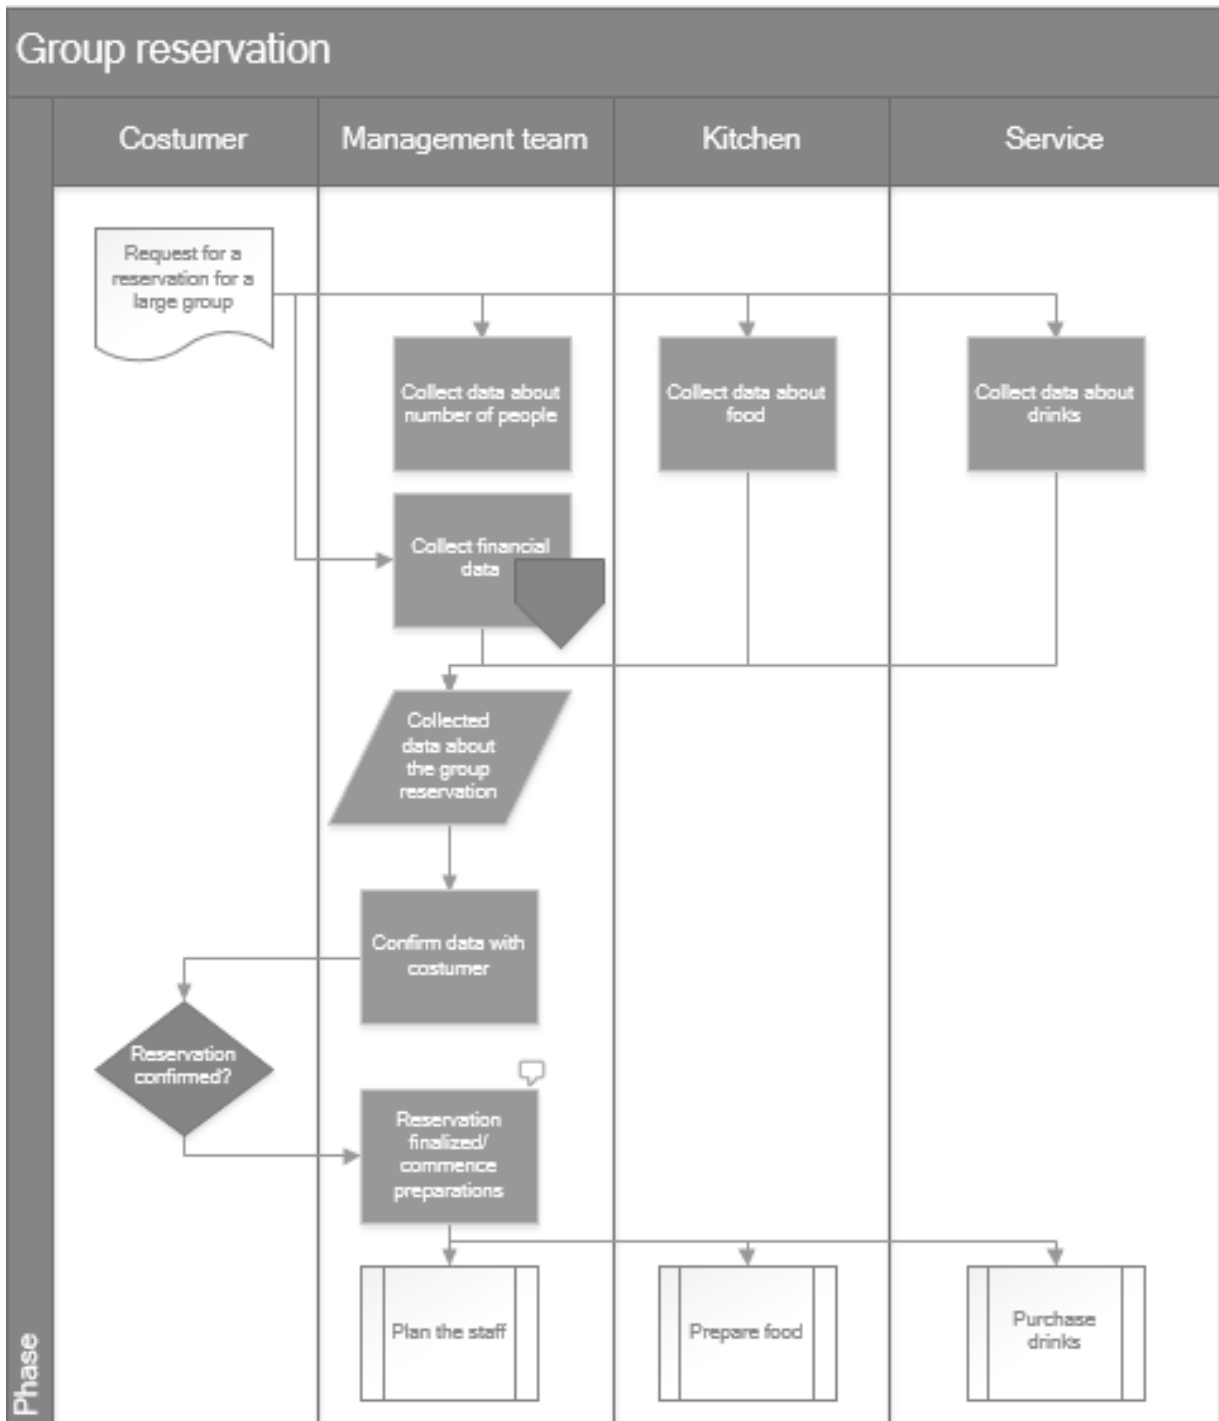 Group reservation
Costumer
Management team
Kitchen
Service
Request for a
reservation for a
large group
Collect data about
number of people
Collect data about
food
Collect data about
drinks
Collect financial
data
Collected
data about
the group
reservation
Confirm data with
costumer
Reservation
confirmed?
Reservation
finalized/
commence
preparations
Plan the staff
Prepare food
Purchase
drinks
Phase